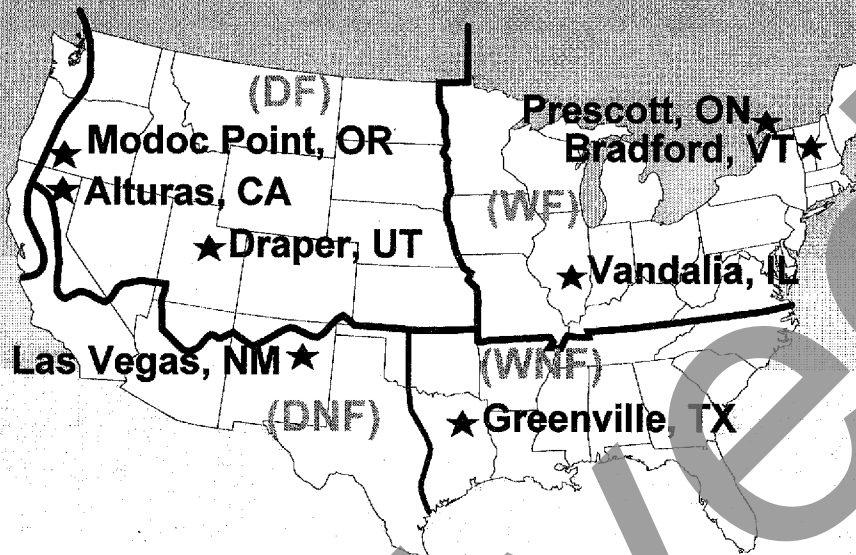 (DF)
Prescott, ON
Modoc Point, OR
Bradford, VT
Alturas, CA
(WF)
Draper, UT
Vandalia, IL
Las Vegas, NM
(WNF)
(DNF)
Greenville, TX